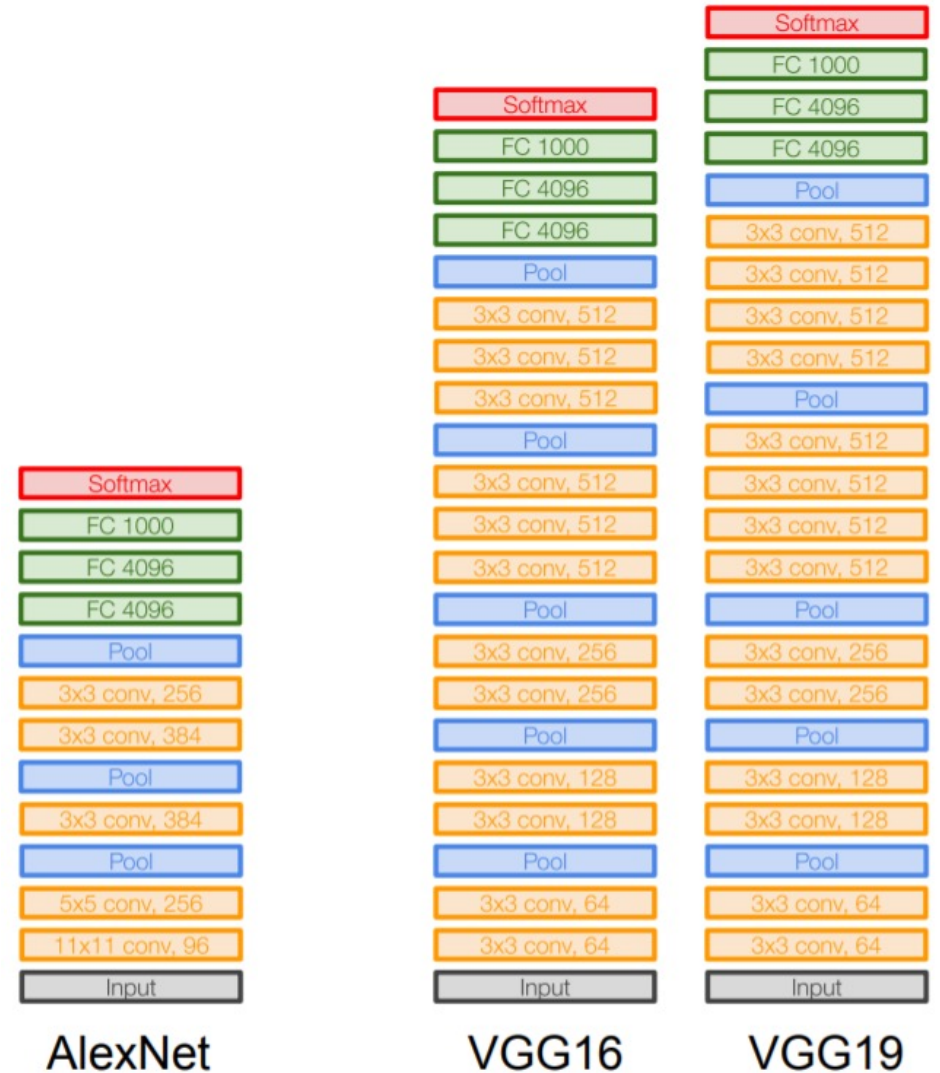 Softmax
FC 1000
FC 4096
FC 4096
Pool
3x3 conv, 256
3x3 conv, 384
Pool
3x3 conv, 384
Pool
5x5 conv, 256
11x11 conv, 96
Input
AlexNet
Softmax
FC 1000
FC 4096
FC 4096
Pool
3x3 conv, 512
3x3 conv, 512
3x3 conv, 512
Pool
3x3 conv, 512
3x3 conv, 512
3x3 conv, 512
Pool
3x3 conv, 256
3x3 conv, 256
Pool
3x3 conv, 128
3x3 conv, 128
Pool
3x3 conv, 64
3x3 conv, 64
Input
VGG16
Softmax
FC 1000
FC 4096
FC 4096
Pool
3x3 conv, 512
3x3 conv, 512
3x3 conv, 512
3x3 conv, 512
Pool
3x3 conv, 512
3x3 conv, 512
3x3 conv, 512
3x3 conv, 512
Pool
3x3 conv, 256
3x3 conv, 256
Pool
3x3 conv, 128
3x3 conv, 128
Pool
3x3 conv, 64
3x3 conv, 64
Input
VGG19